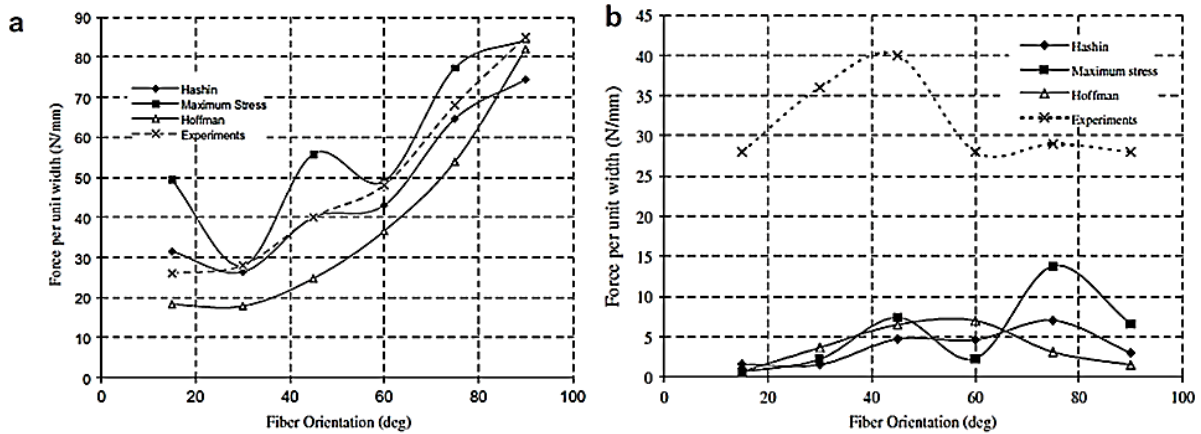 a
Force per unit width (N/mm)
90
80
70
60
50
40
30
20
10
0
Hashin
Maximum Stress
Hoffman
Experiments
0 20 40 60 80 100
Fiber Orientation (deg)
b
Force per unit width (N/mm)
45
40
35
30
25
20
15
10
5
0
Hashin
Maximum stress
Hoffman
Experiments
0 20 40 60 80 100
Fiber Orientation (deg)